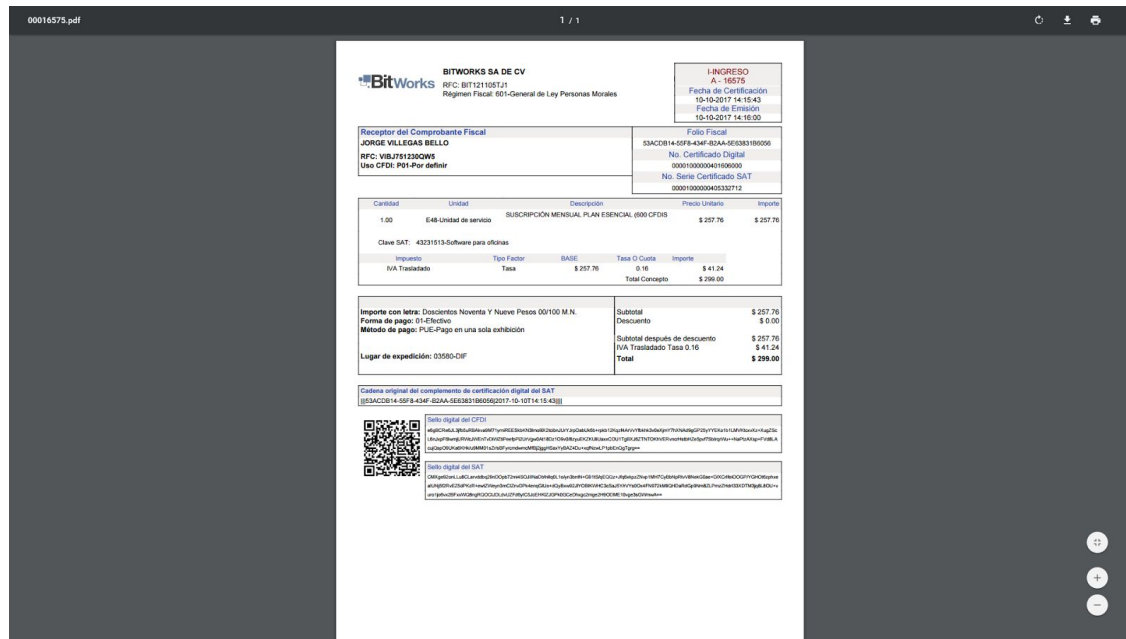 00016575.pdf
1 / 1
BitWorks
BITWORKS SA DE CV
RFC: BIT121105TJ1
Régimen Fiscal: 601-General de Ley Personas Morales
I-INGRESO
A - 16575
Fecha de Certificación
10-10-2017 14:15:43
Fecha de Emisión
10-10-2017 14:16:00
Receptor del Comprobante Fiscal
JORGE VILLEGAS BELLO
RFC: VIBJ751230QW5
Uso CFDI: P01-Por definir
Folio Fiscal
53ACDB14-55F8-434F-B2AA-5E63831B6056
No. Certificado Digital
00001000000401606000
No. Serie Certificado SAT
00001000000405332712
Cantidad Unidad Descripción Precio Unitario Importe
1.00 E48-Unidad de servicio SUSCRIPCIÓN MENSUAL PLAN ESENCIAL (600 CFDIS $ 257.76 $ 257.76
Clave SAT: 43231513-Software para oficinas
Impuesto Tipo Factor BASE Tasa O Cuota Importe
IVA Trasladado Tasa $ 257.76 0.16 $ 41.24
Total Concepto $ 299.00
Importe con letra: Doscientos Noventa Y Nueve Pesos 00/100 M.N.
Forma de pago: 01-Efectivo
Método de pago: PUE-Pago en una sola exhibición
Lugar de expedición: 03580-DIF
Subtotal $ 257.76
Descuento $ 0.00
Subtotal después de descuento $ 257.76
IVA Trasladado Tasa 0.16 $ 41.24
Total $ 299.00
Cadena original del complemento de certificación digital del SAT
|||53ACDB14-55F8-434F-B2AA-5E63831B6056|2017-10-10T14:15:43||||
Sello digital del CFDI
Sello digital del SAT